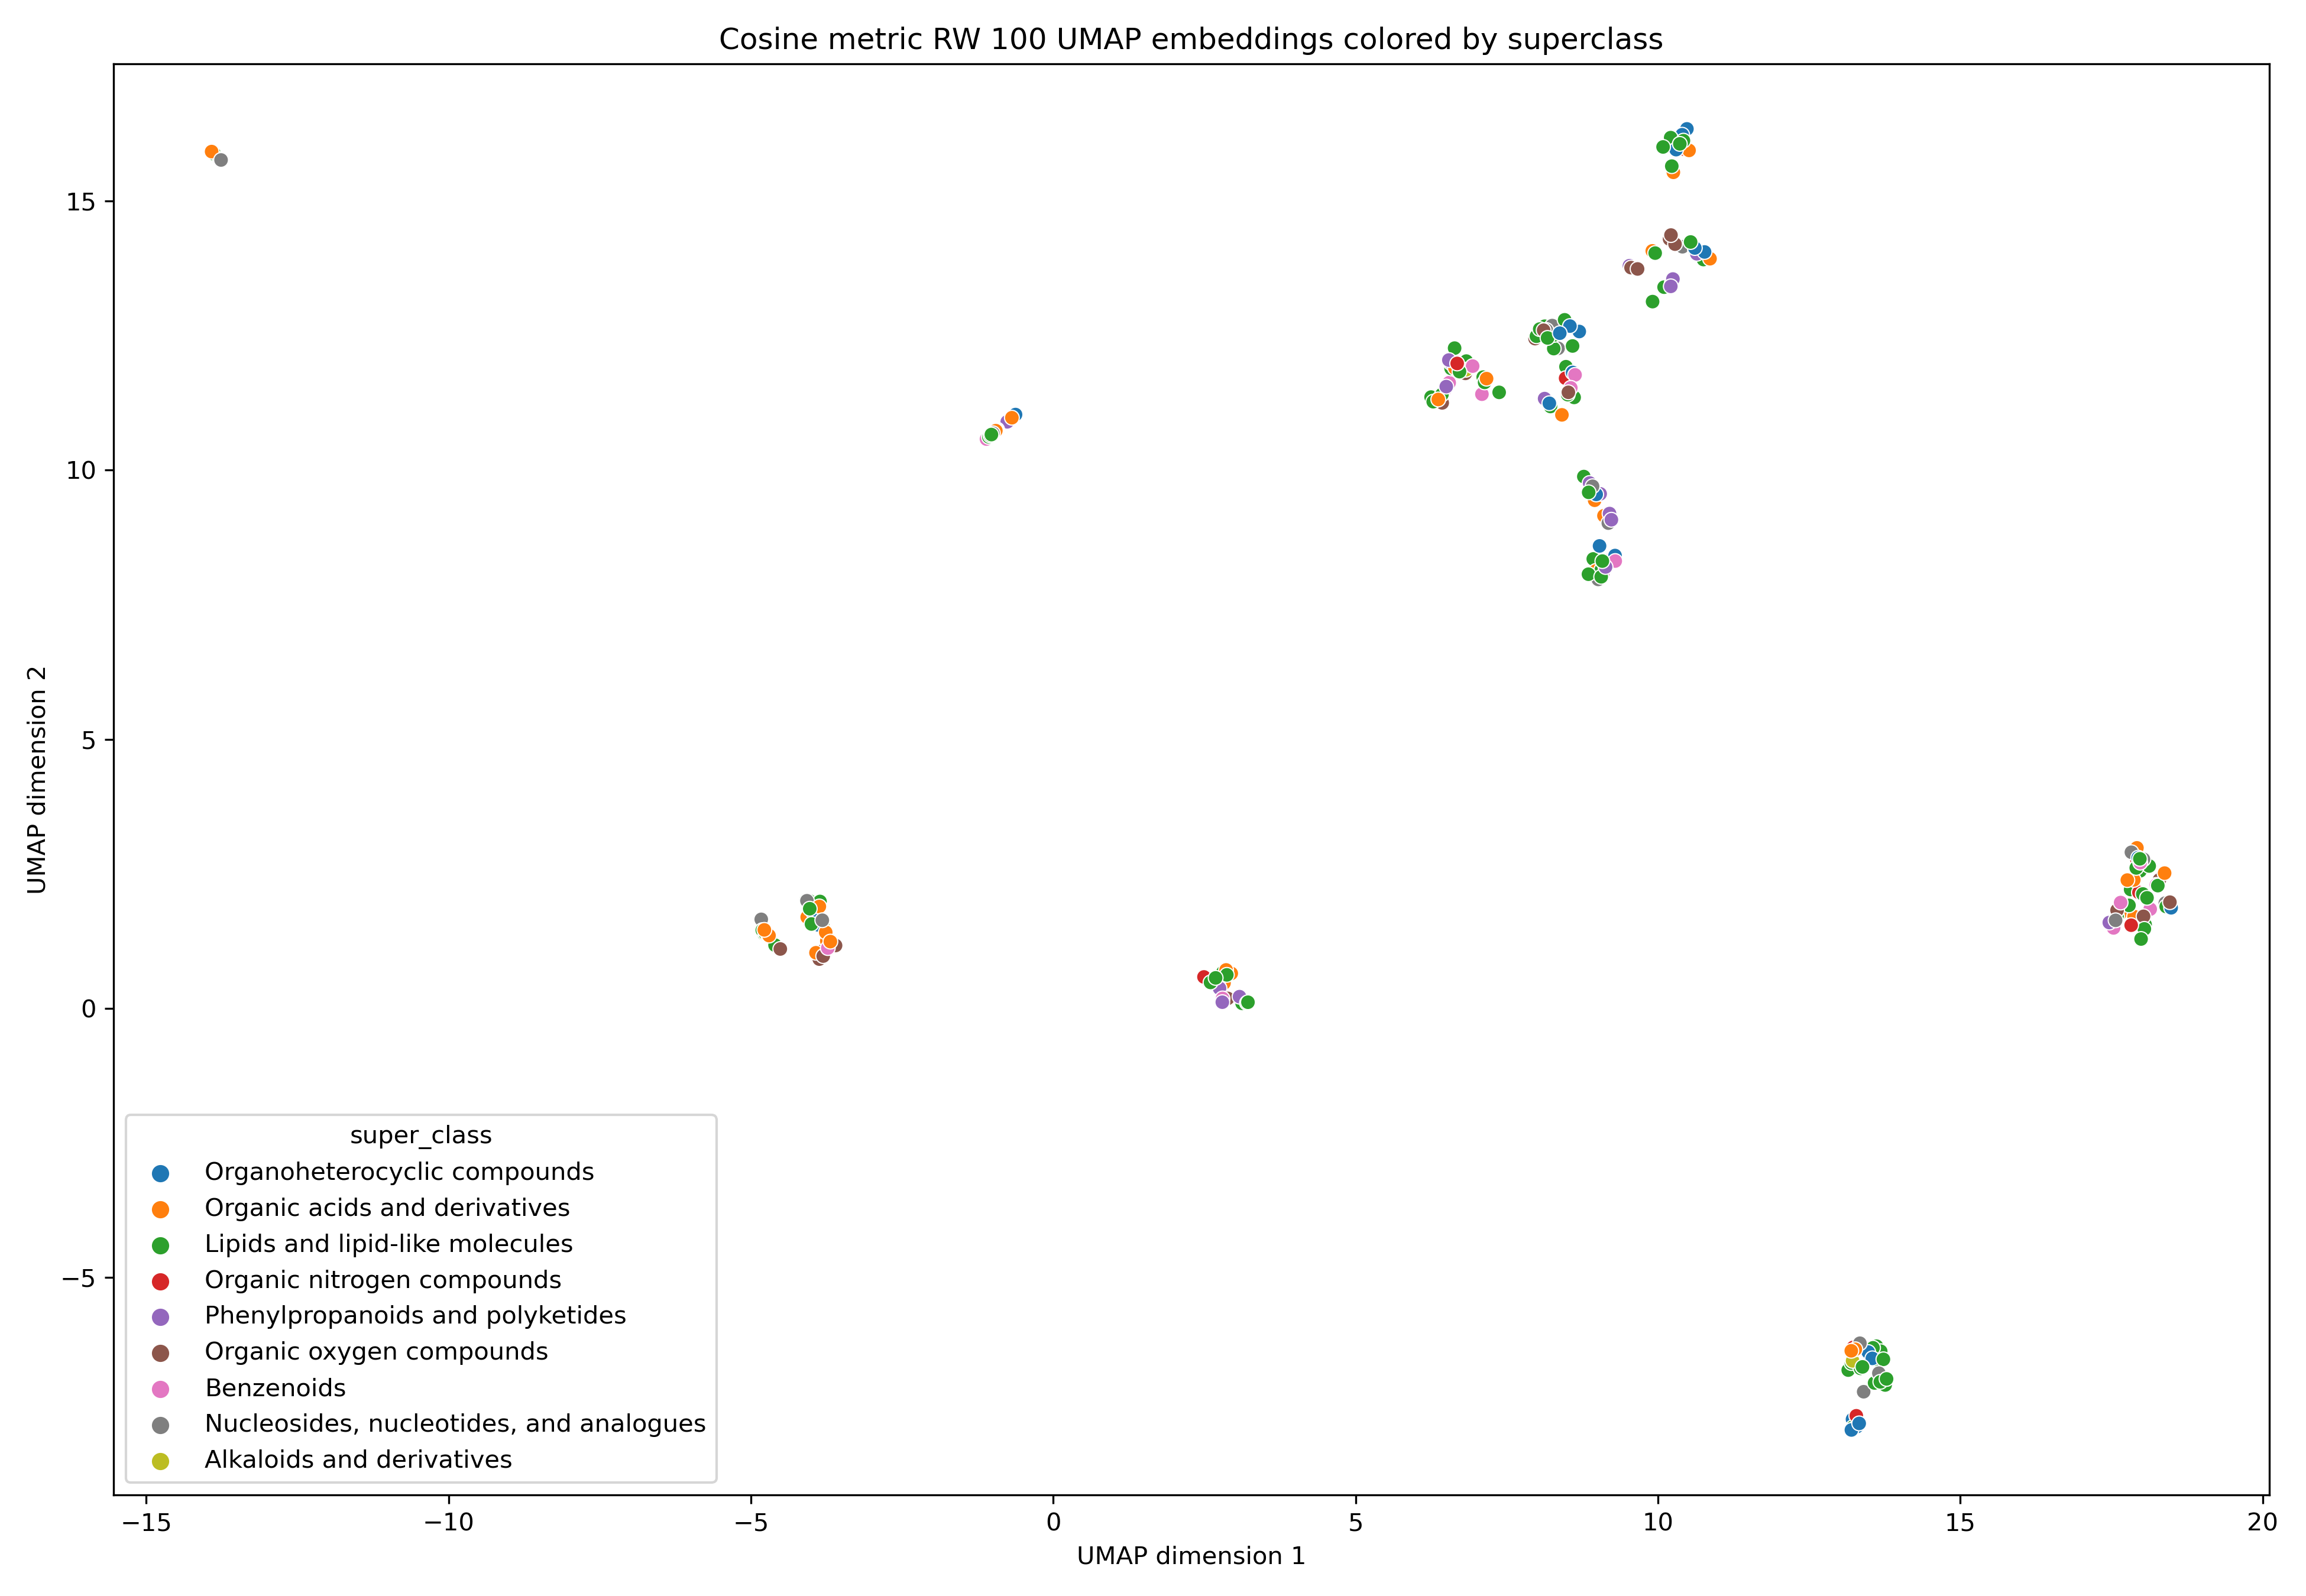 Cosine metric RW 100 UMAP embeddings colored by superclass
15
10
5
0
−5
UMAP dimension 2
super_class
Organoheterocyclic compounds
Organic acids and derivatives
Lipids and lipid-like molecules
Organic nitrogen compounds
Phenylpropanoids and polyketides
Organic oxygen compounds
Benzenoids
Nucleosides, nucleotides, and analogues
Alkaloids and derivatives
−15 −10 −5 0 5 10 15 20
UMAP dimension 1